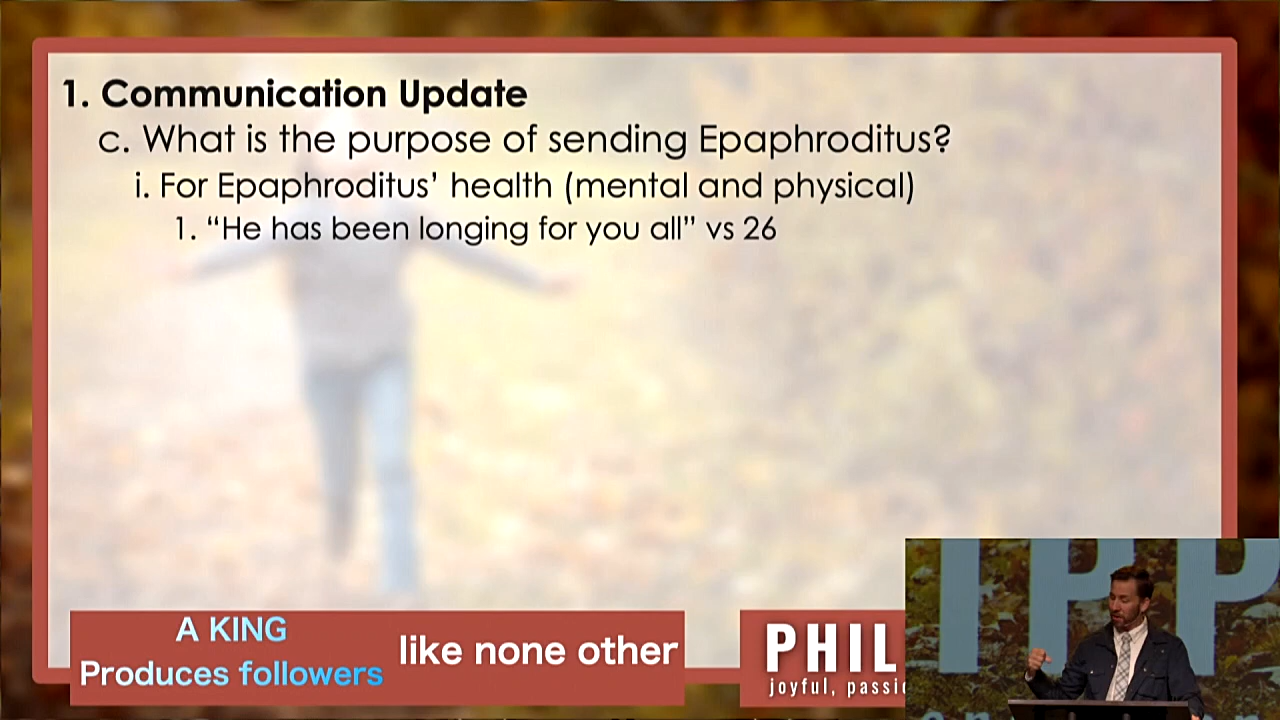 1. Communication Update
c. What is the purpose of sending Epaphroditus?
i. For Epaphroditus’ health (mental and physical)
1. “He has been longing for you all” vs 26
A KING
Produces followers
like none other
PHIL
joyful,
IPP